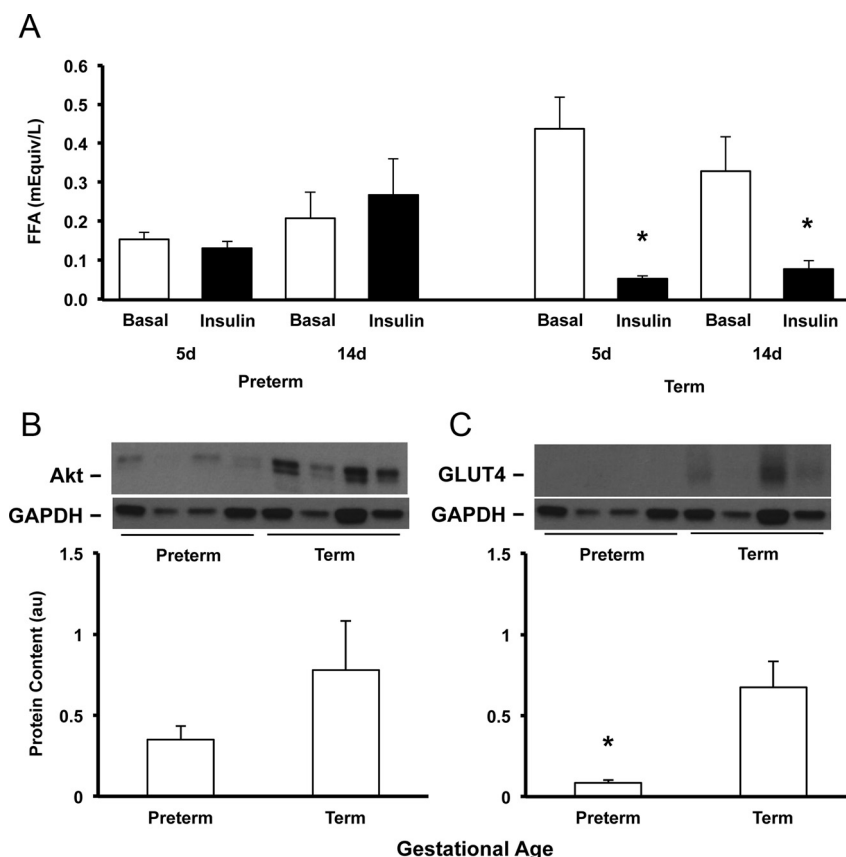 A
FFA (mEquiv/L)
0.6
0.5
0.4
0.3
0.2
0.1
0.0
* *
Basal Insulin Basal Insulin Basal Insulin Basal Insulin
5d 14d 5d 14d
Preterm Term
B
Akt –
GAPDH –
Preterm Term
Protein Content (au)
1.5
1
0.5
0
Preterm Term
C
GLUT4 –
GAPDH –
Preterm Term
1.5
1
0.5
0
*
Preterm Term
Gestational Age